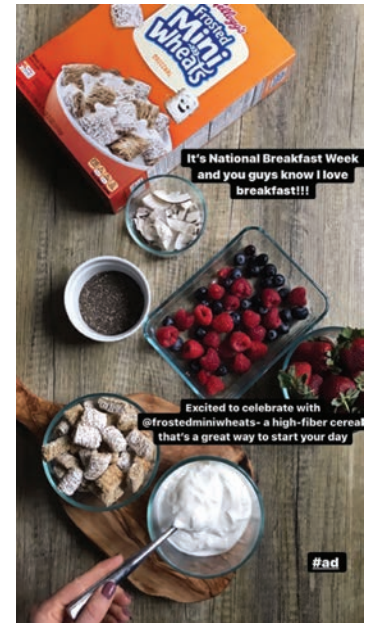 Kellogg's
Frosted
Mini
Wheats
ORIGINAL
It's National Breakfast Week
and you guys know I love
breakfast!!!
Excited to celebrate with
@frostedminiwheats- a high-fiber cereal
that's a great way to start your day
#ad